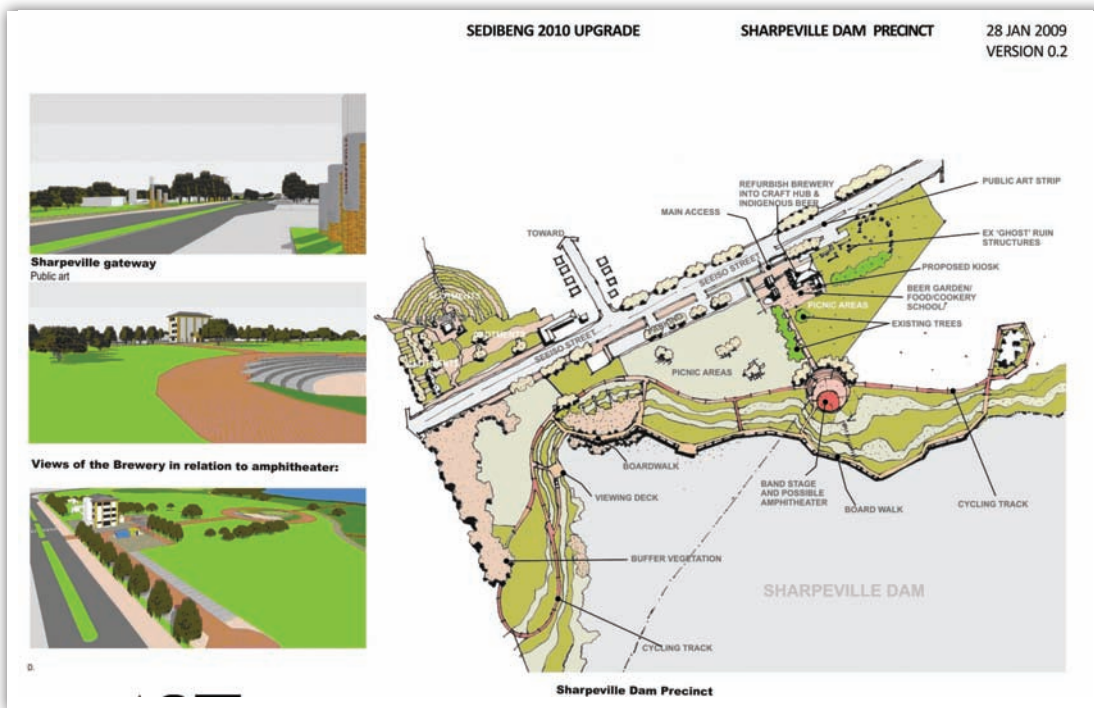 SEDIBENG 2010 UPGRADE
SHARPEVILLE DAM PRECINCT
28 JAN 2009
VERSION 0.2
Sharpeville gateway
Public art
Views of the Brewery in relation to amphitheater:
D.
REFURBISH BREWERY
INTO CRAFT HUB &
INDIGENOUS BEER
PUBLIC ART STRIP
MAIN ACCESS
TOWARD
EX 'GHOST' RUIN
STRUCTURES
SEEISO STREET
PROPOSED KIOSK
BEER GARDEN/
FOOD/COOKERY
SCHOOL/
PICNIC AREAS
EXISTING TREES
ALLOTMENTS
PARKING
SEEISO STREET
PICNIC AREAS
BOARDWALK
VIEWING DECK
BAND STAGE
AND POSSIBLE
AMPHITHEATER
BOARD WALK
CYCLING TRACK
BUFFER VEGETATION
SHARPEVILLE DAM
CYCLING TRACK
Sharpeville Dam Precinct